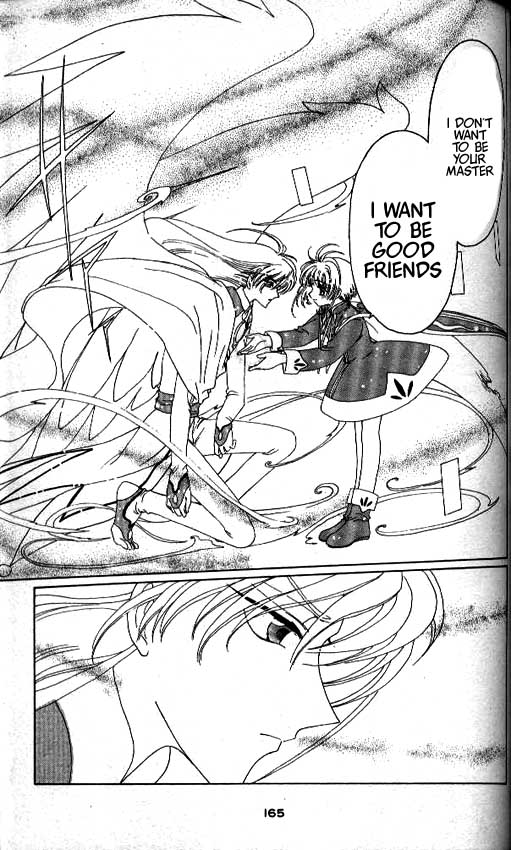 I DON'T
WANT
TO BE
YOUR
MASTER
I WANT
TO BE
GOOD
FRIENDS
165